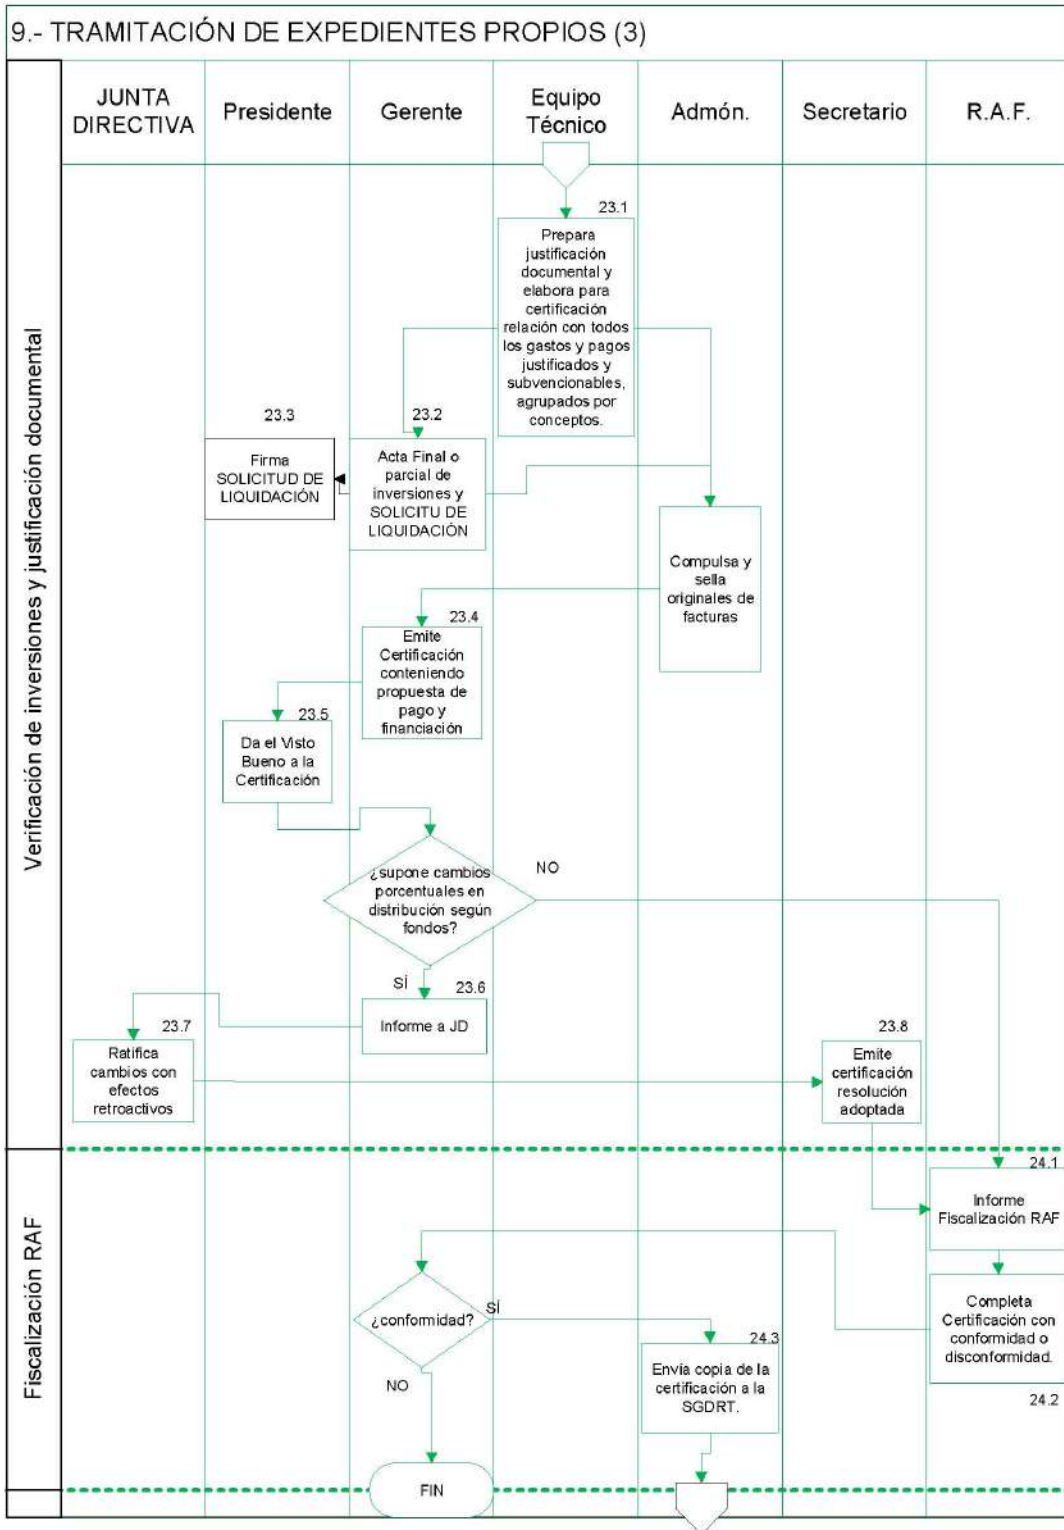 9.- TRAMITACIÓN DE EXPEDIENTES PROPIOS (3)
JUNTA
DIRECTIVA
Presidente
Gerente
Equipo
Técnico
Admón.
Secretario
R.A.F.
Verificación de inversiones y justificación documental
23.1
Prepara
justificación
documental y
elabora para
certificación
relación con todos
los gastos y pagos
justificados y
subvencionables,
agrupados por
conceptos.
23.3
Firma
SOLICITUD DE
LIQUIDACIÓN
23.2
Acta Final o
parcial de
inversiones y
SOLICITU DE
LIQUIDACIÓN
Compulsa y
sella
originales de
facturas
23.4
Emite
Certificación
conteniendo
propuesta de
pago y
financiación
23.5
Da el Visto
Bueno a la
Certificación
¿supone cambios
porcentuales en
distribución según
fondos?
NO
SÍ
23.6
Informe a JD
23.7
Ratifica
cambios con
efectos
retroactivos
23.8
Emite
certificación
resolución
adoptada
Fiscalización RAF
24.1
Informe
Fiscalización RAF
Completa
Certificación con
conformidad o
disconformidad.
24.2
¿conformidad?
SÍ
NO
24.3
Envía copia de la
certificación a la
SGDRT.
FIN